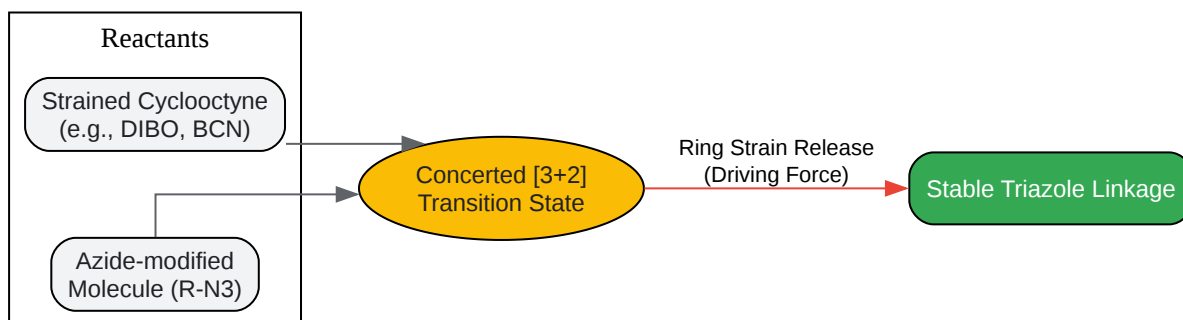 Reactants
Strained Cyclooctyne
(e.g., DIBO, BCN)
Azide-modified
Molecule (R-N3)
Concerted [3+2]
Transition State
Ring Strain Release
(Driving Force)
Stable Triazole Linkage